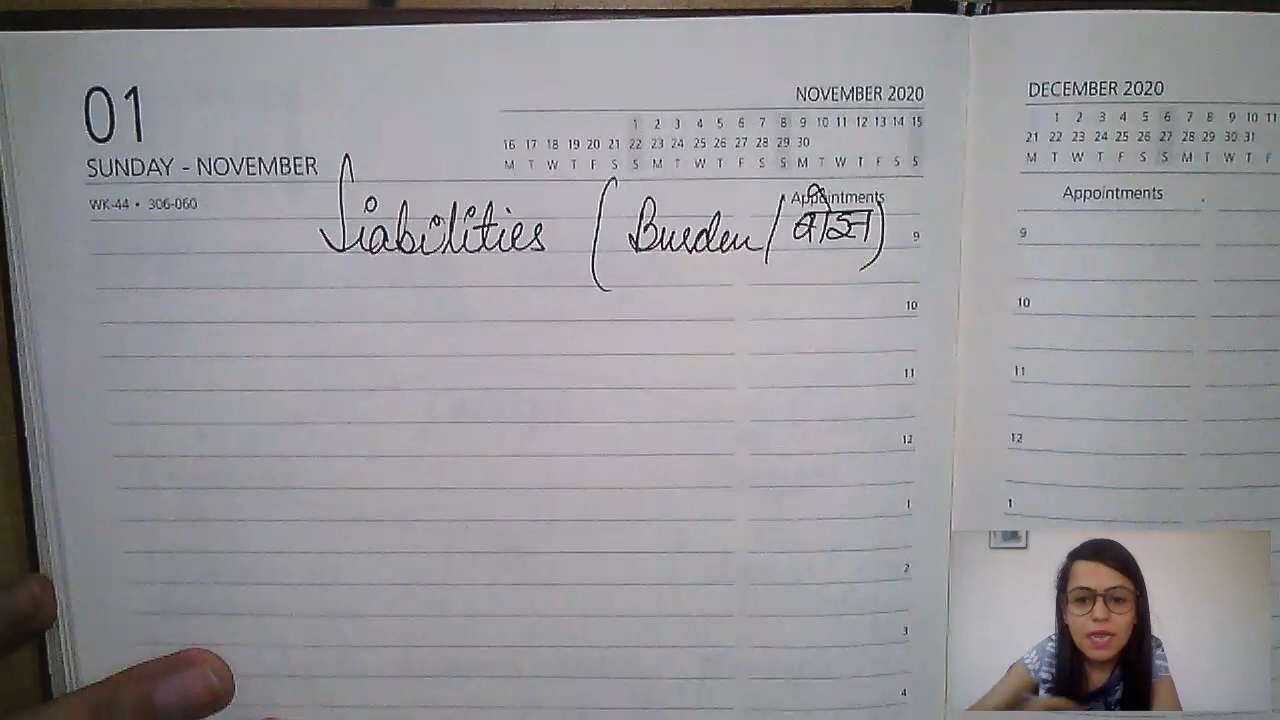 01
SUNDAY - NOVEMBER
WK-44 • 306-060
NOVEMBER 2020
1 2 3 4 5 6 7 8 9 10 11 12 13 14 15
16 17 18 19 20 21 22 23 24 25 26 27 28 29 30
M T W T F S S M T W T F S S M T W T F S S
Appointments
Liabilities (Burden / बोझ)
9
10
11
12
1
2
3
4
DECEMBER 2020
1 2 3 4 5 6 7 8 9 10 11
21 22 23 24 25 26 27 28 29 30 31
M T W T F S S M T W T
Appointments
9
10
11
12
1